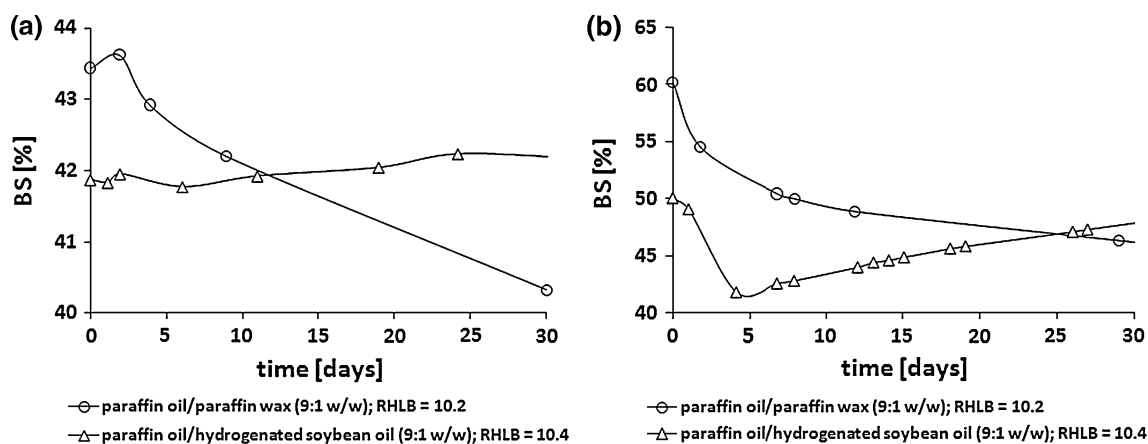 (a)
44
43
42
41
40
BS [%]
0 5 10 15 20 25 30
time [days]
paraffin oil/paraffin wax (9:1 w/w); RHLB = 10.2
paraffin oil/hydrogenated soybean oil (9:1 w/w); RHLB = 10.4
(b)
65
60
55
50
45
40
BS [%]
0 5 10 15 20 25 30
time [days]
paraffin oil/paraffin wax (9:1 w/w); RHLB = 10.2
paraffin oil/hydrogenated soybean oil (9:1 w/w); RHLB = 10.4